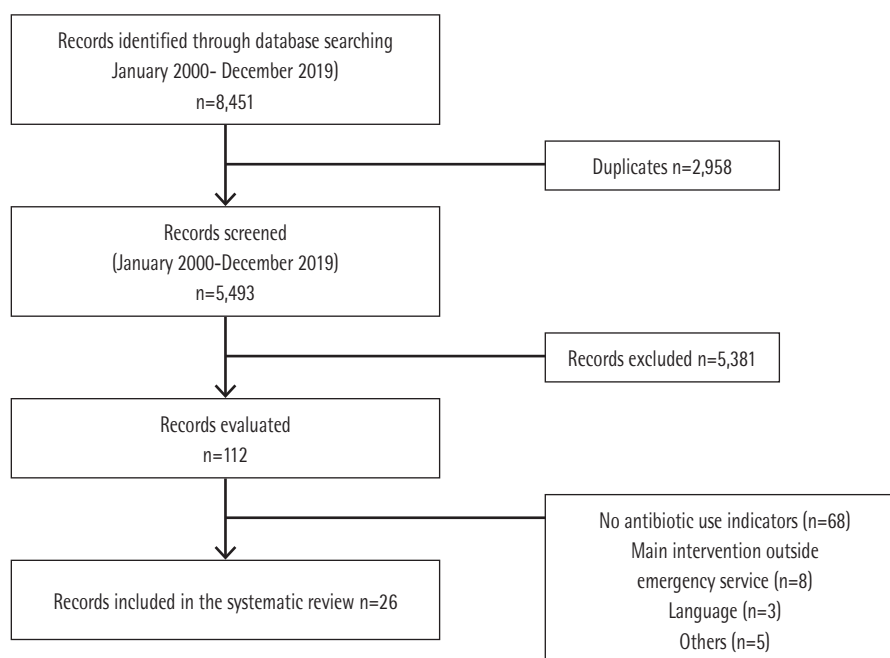 Records identified through database searching
January 2000- December 2019)
n=8,451
Duplicates n=2,958
Records screened
(January 2000-December 2019)
n=5,493
Records excluded n=5,381
Records evaluated
n=112
No antibiotic use indicators (n=68)
Main intervention outside
emergency service (n=8)
Language (n=3)
Others (n=5)
Records included in the systematic review n=26